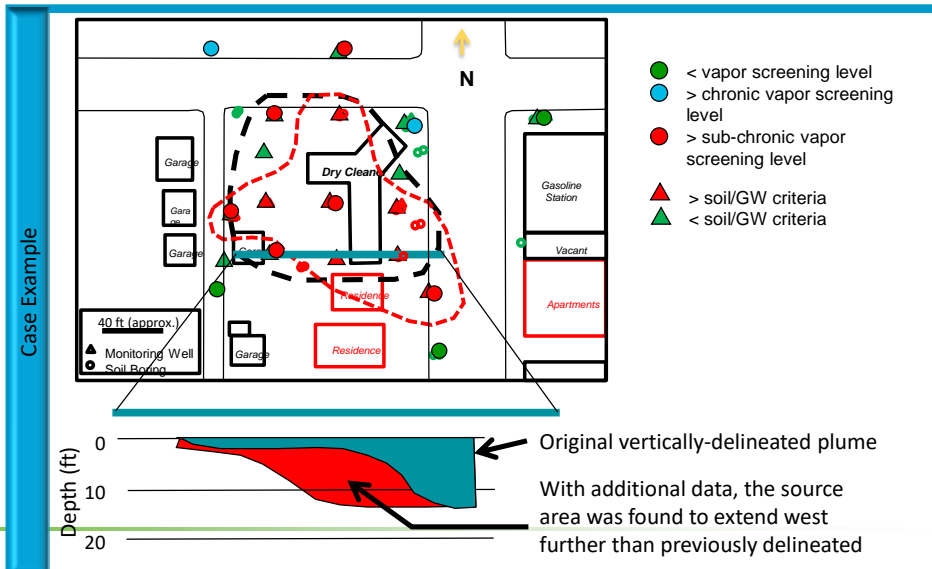 Case Example
N
< vapor screening level
> chronic vapor screening
level
> sub-chronic vapor
screening level
> soil/GW criteria
< soil/GW criteria
Garage
Gara
ge
Garage
Dry Cleane
Gasoline
Station
Vacant
Apartments
Residence
Residence
Garage
40 ft (approx.)
Monitoring Well
Soil Boring
Depth (ft)
0
10
20
Original vertically-delineated plume
With additional data, the source
area was found to extend west
further than previously delineated